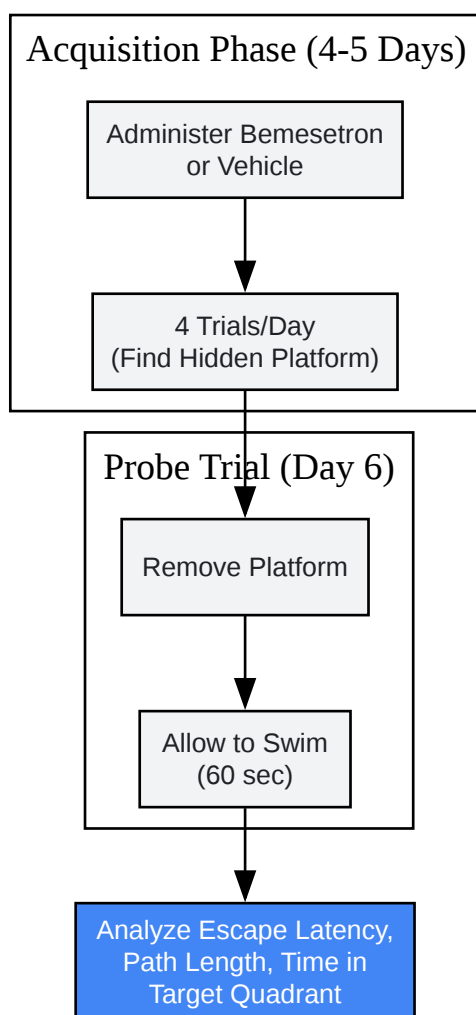 Acquisition Phase (4-5 Days)
Administer Bemesetron
or Vehicle
4 Trials/Day
(Find Hidden Platform)
Probe Trial (Day 6)
Remove Platform
Allow to Swim
(60 sec)
Analyze Escape Latency,
Path Length, Time in
Target Quadrant